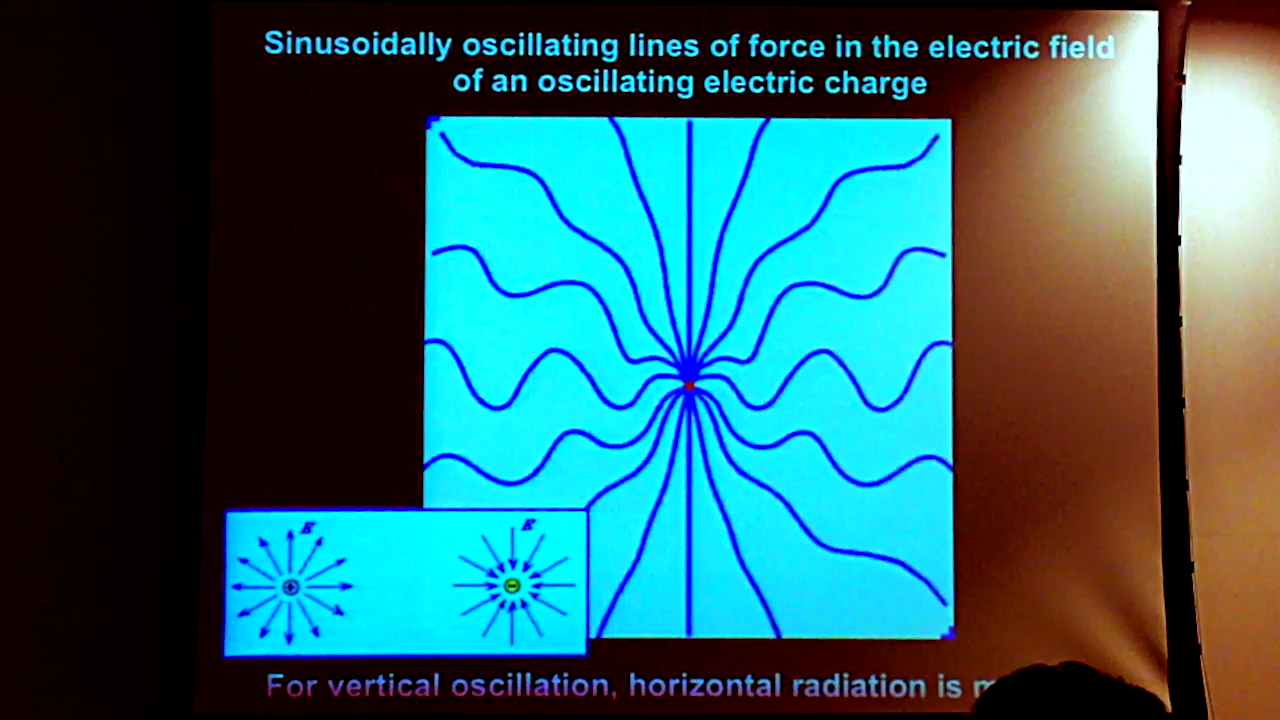 Sinusoidally oscillating lines of force in the electric field
of an oscillating electric charge
E
E
+
−
For vertical oscillation, horizontal radiation is